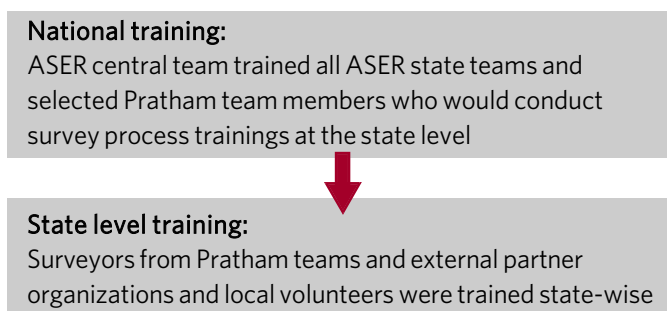 National training:
ASER central team trained all ASER state teams and
selected Pratham team members who would conduct
survey process trainings at the state level
State level training:
Surveyors from Pratham teams and external partner
organizations and local volunteers were trained state-wise